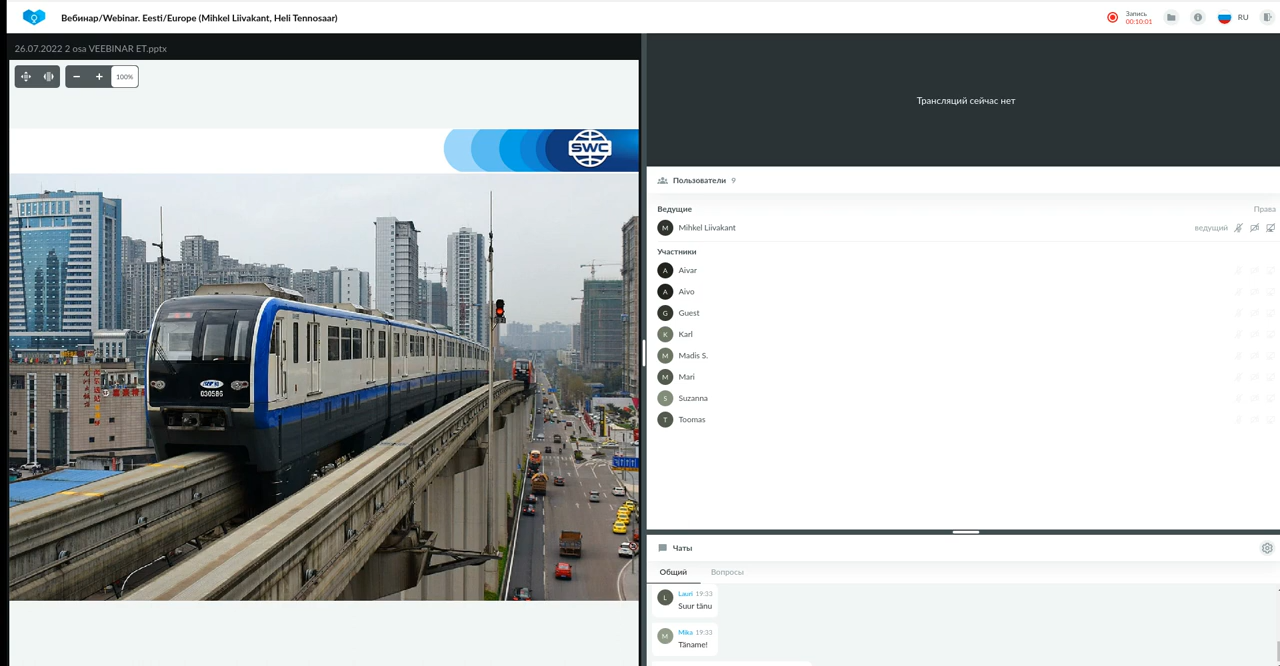 Вебинар/Webinar. Eesti/Europe (Mihkel Liivakant, Heli Tennosaar)
Запись
00:10:01
RU
26.07.2022 2 osa VEEBINAR ET.pptx
100%
SWC
030586
Трансляций сейчас нет
Пользователи 9
Ведущие
Права
M Mihkel Liivakant
ведущий
Участники
A Aivar
A Aivo
G Guest
K Karl
M Madis S.
M Mari
S Suzanna
T Toomas
Чаты
Общий
Вопросы
L Lauri 19:33
Suur tänu
M Mika 19:33
Täname!